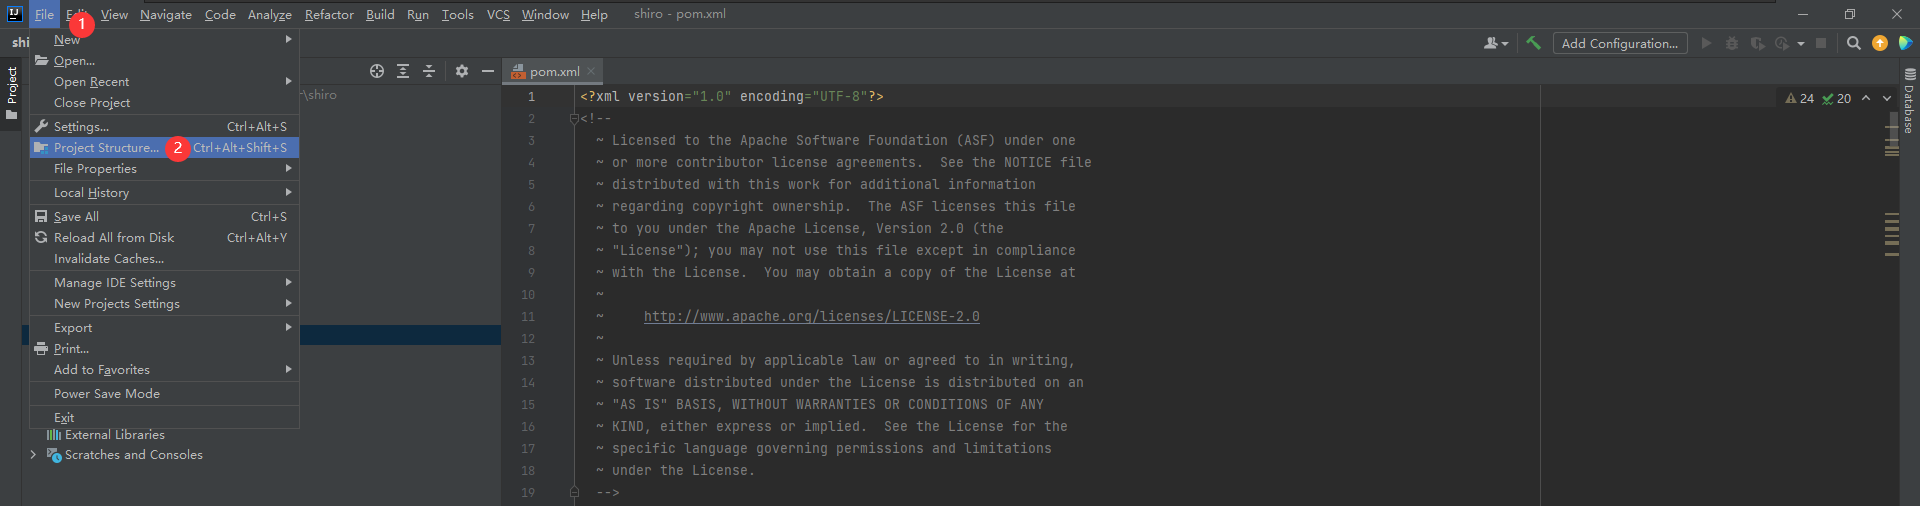 IJ File View Navigate Code Analyze Refactor Build Run Tools VCS Window Help shiro - pom.xml
1
shi Add Configuration...
New
Open...
Open Recent
Close Project
Settings... Ctrl+Alt+S
Project Structure... 2 Ctrl+Alt+Shift+S
File Properties
Local History
Save All Ctrl+S
Reload All from Disk Ctrl+Alt+Y
Invalidate Caches...
Manage IDE Settings
New Projects Settings
Export
Print...
Add to Favorites
Power Save Mode
Exit
External Libraries
Scratches and Consoles
Project
\shiro
pom.xml
24 20
1 <?xml version="1.0" encoding="UTF-8"?>
2 <!--
3 ~ Licensed to the Apache Software Foundation (ASF) under one
4 ~ or more contributor license agreements.  See the NOTICE file
5 ~ distributed with this work for additional information
6 ~ regarding copyright ownership.  The ASF licenses this file
7 ~ to you under the Apache License, Version 2.0 (the
8 ~ "License"); you may not use this file except in compliance
9 ~ with the License.  You may obtain a copy of the License at
10 ~
11 ~     http://www.apache.org/licenses/LICENSE-2.0
12 ~
13 ~ Unless required by applicable law or agreed to in writing,
14 ~ software distributed under the License is distributed on an
15 ~ "AS IS" BASIS, WITHOUT WARRANTIES OR CONDITIONS OF ANY
16 ~ KIND, either express or implied.  See the License for the
17 ~ specific language governing permissions and limitations
18 ~ under the License.
19 -->
Database